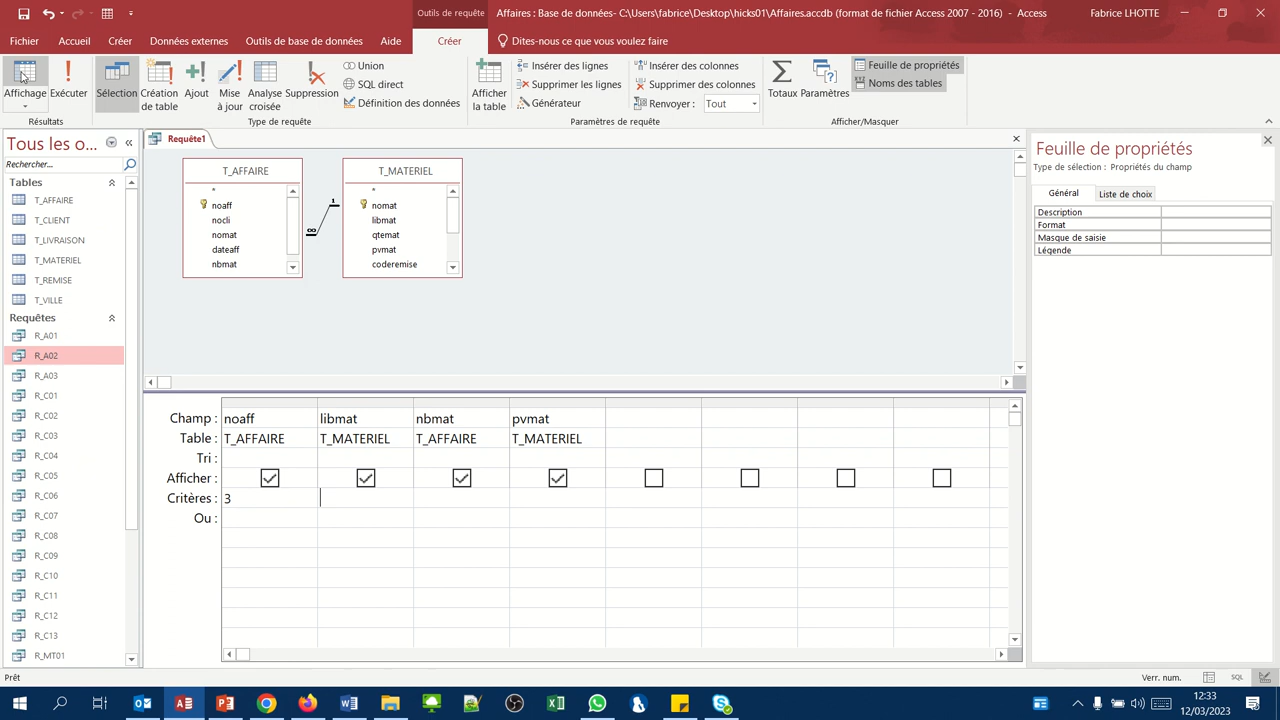 Outils de requête
Affaires : Base de données- C:\Users\fabrice\Desktop\hicks01\Affaires.accdb (format de fichier Access 2007 - 2016) - Access
Fabrice LHOTTE
Fichier
Accueil
Créer
Données externes
Outils de base de données
Aide
Créer
Dites-nous ce que vous voulez faire
Affichage
Exécuter
Résultats
Sélection
Création de table
Ajout
Mise à jour
Analyse croisée
Suppression
Union
SQL direct
Définition des données
Type de requête
Afficher la table
Insérer des lignes
Supprimer les lignes
Générateur
Insérer des colonnes
Supprimer des colonnes
Renvoyer : Tout
Paramètres de requête
Totaux
Paramètres
Feuille de propriétés
Noms des tables
Afficher/Masquer
Tous les o...
Rechercher...
Tables
T_AFFAIRE
T_CLIENT
T_LIVRAISON
T_MATERIEL
T_REMISE
T_VILLE
Requêtes
R_A01
R_A02
R_A03
R_C01
R_C02
R_C03
R_C04
R_C05
R_C06
R_C07
R_C08
R_C09
R_C10
R_C11
R_C12
R_C13
R_MT01
Requête1
T_AFFAIRE
*
noaff
nocli
nomat
dateaff
nbmat
1
∞
T_MATERIEL
*
nomat
libmat
qtemat
pvmat
coderemise
Champ : noaff libmat nbmat pvmat
Table : T_AFFAIRE T_MATERIEL T_AFFAIRE T_MATERIEL
Tri :
Afficher :
Critères : 3
Ou :
Feuille de propriétés
Type de sélection : Propriétés du champ
Général
Liste de choix
Description
Format
Masque de saisie
Légende
Prêt
Verr. num.
SQL
12:33
12/03/2023